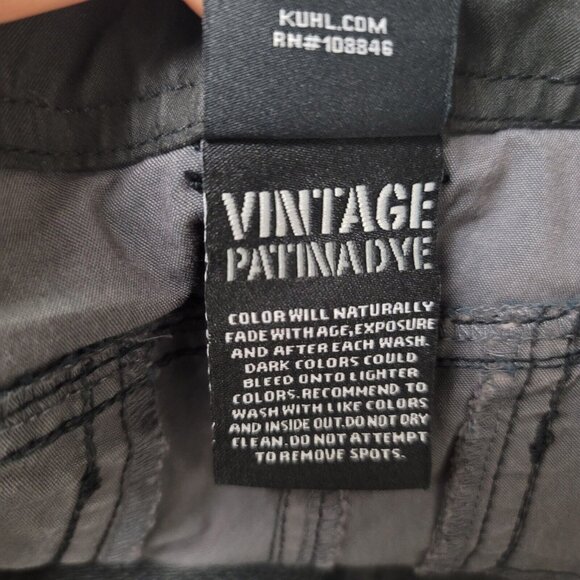 KUHL.COM
RN#108846
VINTAGE
PATINADYE
COLOR WILL NATURALLY
FADE WITH AGE, EXPOSURE
AND AFTER EACH WASH.
DARK COLORS COULD
BLEED ONTO LIGHTER
COLORS. RECOMMEND TO
WASH WITH LIKE COLORS
AND INSIDE OUT. DO NOT DRY
CLEAN. DO NOT ATTEMPT
TO REMOVE SPOTS.